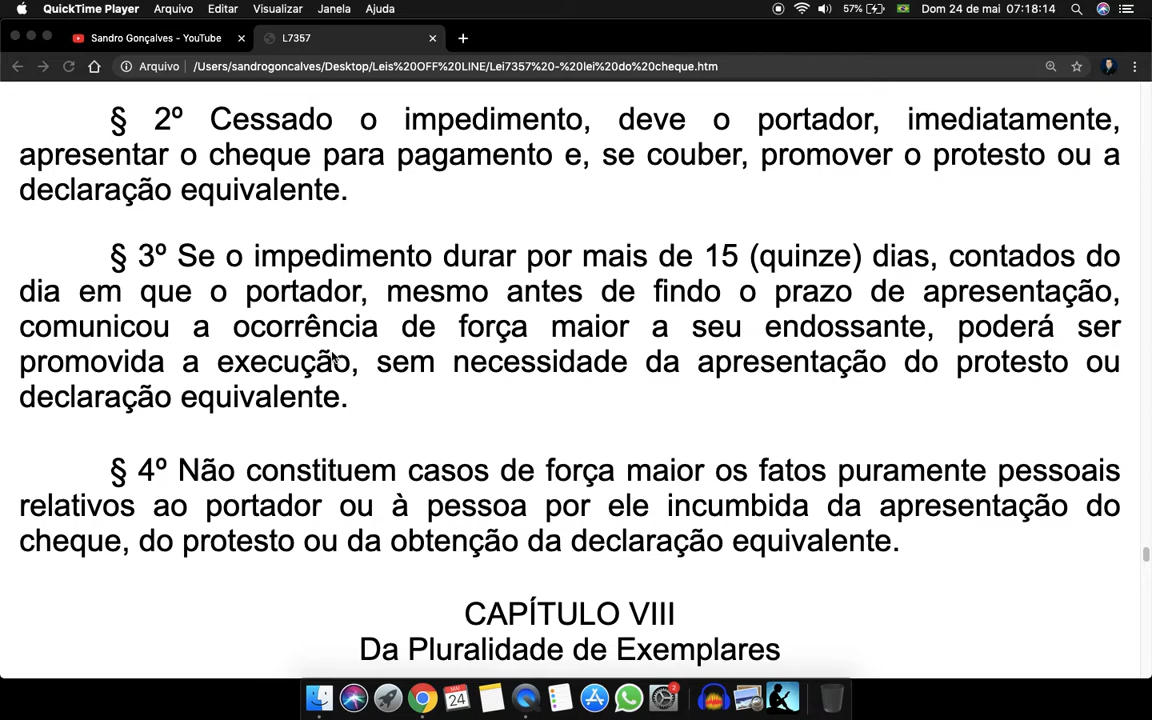 QuickTime Player Arquivo Editar Visualizar Janela Ajuda 57% Dom 24 de mai 07:18:14
Sandro Gonçalves - YouTube L7357
Arquivo /Users/sandrogoncalves/Desktop/Leis%20OFF%20LINE/Lei7357%20-%20lei%20do%20cheque.htm
§ 2º Cessado o impedimento, deve o portador, imediatamente,
apresentar o cheque para pagamento e, se couber, promover o protesto ou a
declaração equivalente.
§ 3º Se o impedimento durar por mais de 15 (quinze) dias, contados do
dia em que o portador, mesmo antes de findo o prazo de apresentação,
comunicou a ocorrência de força maior a seu endossante, poderá ser
promovida a execução, sem necessidade da apresentação do protesto ou
declaração equivalente.
§ 4º Não constituem casos de força maior os fatos puramente pessoais
relativos ao portador ou à pessoa por ele incumbida da apresentação do
cheque, do protesto ou da obtenção da declaração equivalente.
CAPÍTULO VIII
Da Pluralidade de Exemplares
24
2